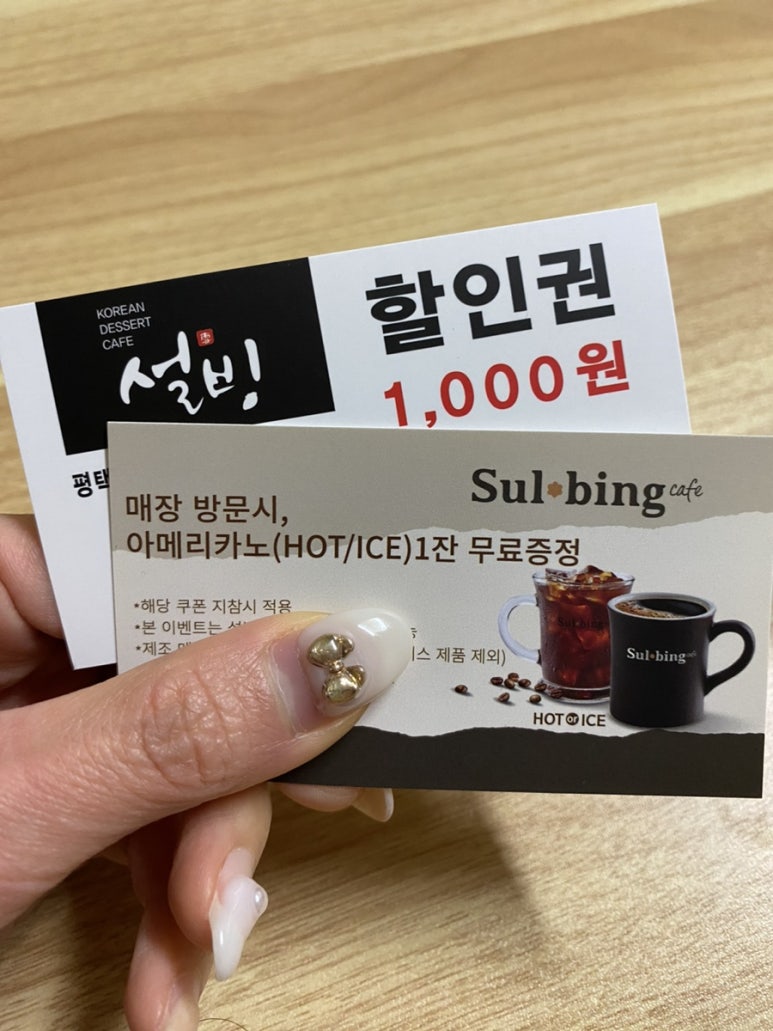 KOREAN
DESSERT
CAFE
설빙
할인권
1,000원
평택
Sul bing cafe
매장 방문시,
아메리카노(HOT/ICE)1잔 무료증정
*해당 쿠폰 지참시 적용
*본 이벤트는
*제조
스 제품 제외)
Sul bing
Sul bing cafe
HOT OR ICE